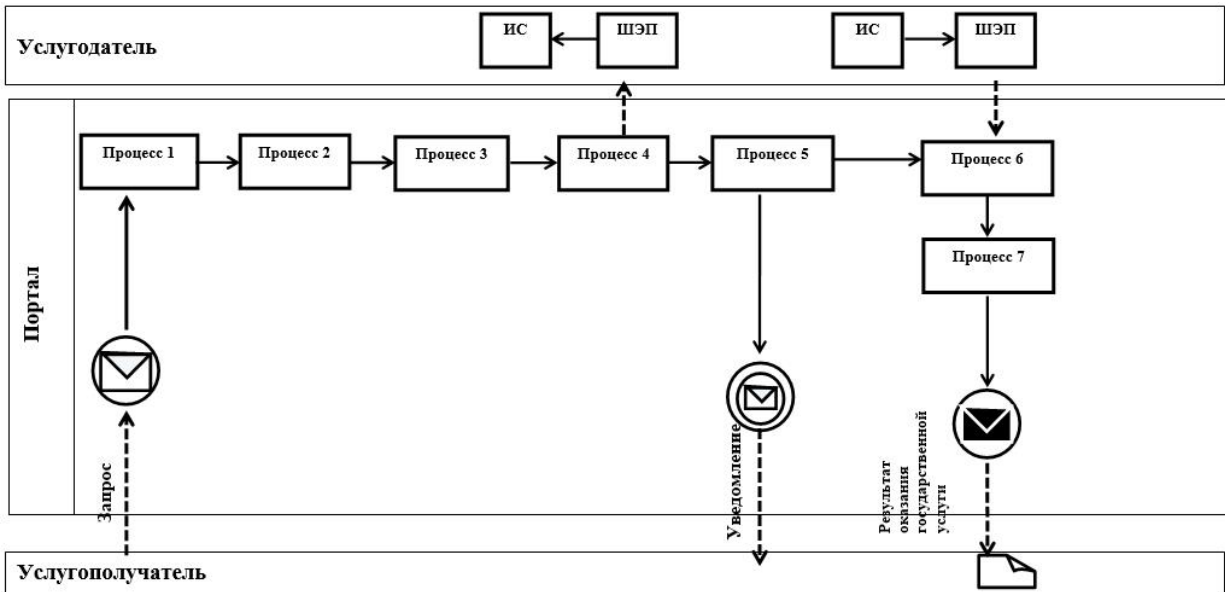 Услугодатель
ИС
ШЭП
ИС
ШЭП
Портал
Процесс 1
Процесс 2
Процесс 3
Процесс 4
Процесс 5
Процесс 6
Процесс 7
Запрос
Уведомление
Результат
оказания
государственной
услуги
Услугополучатель